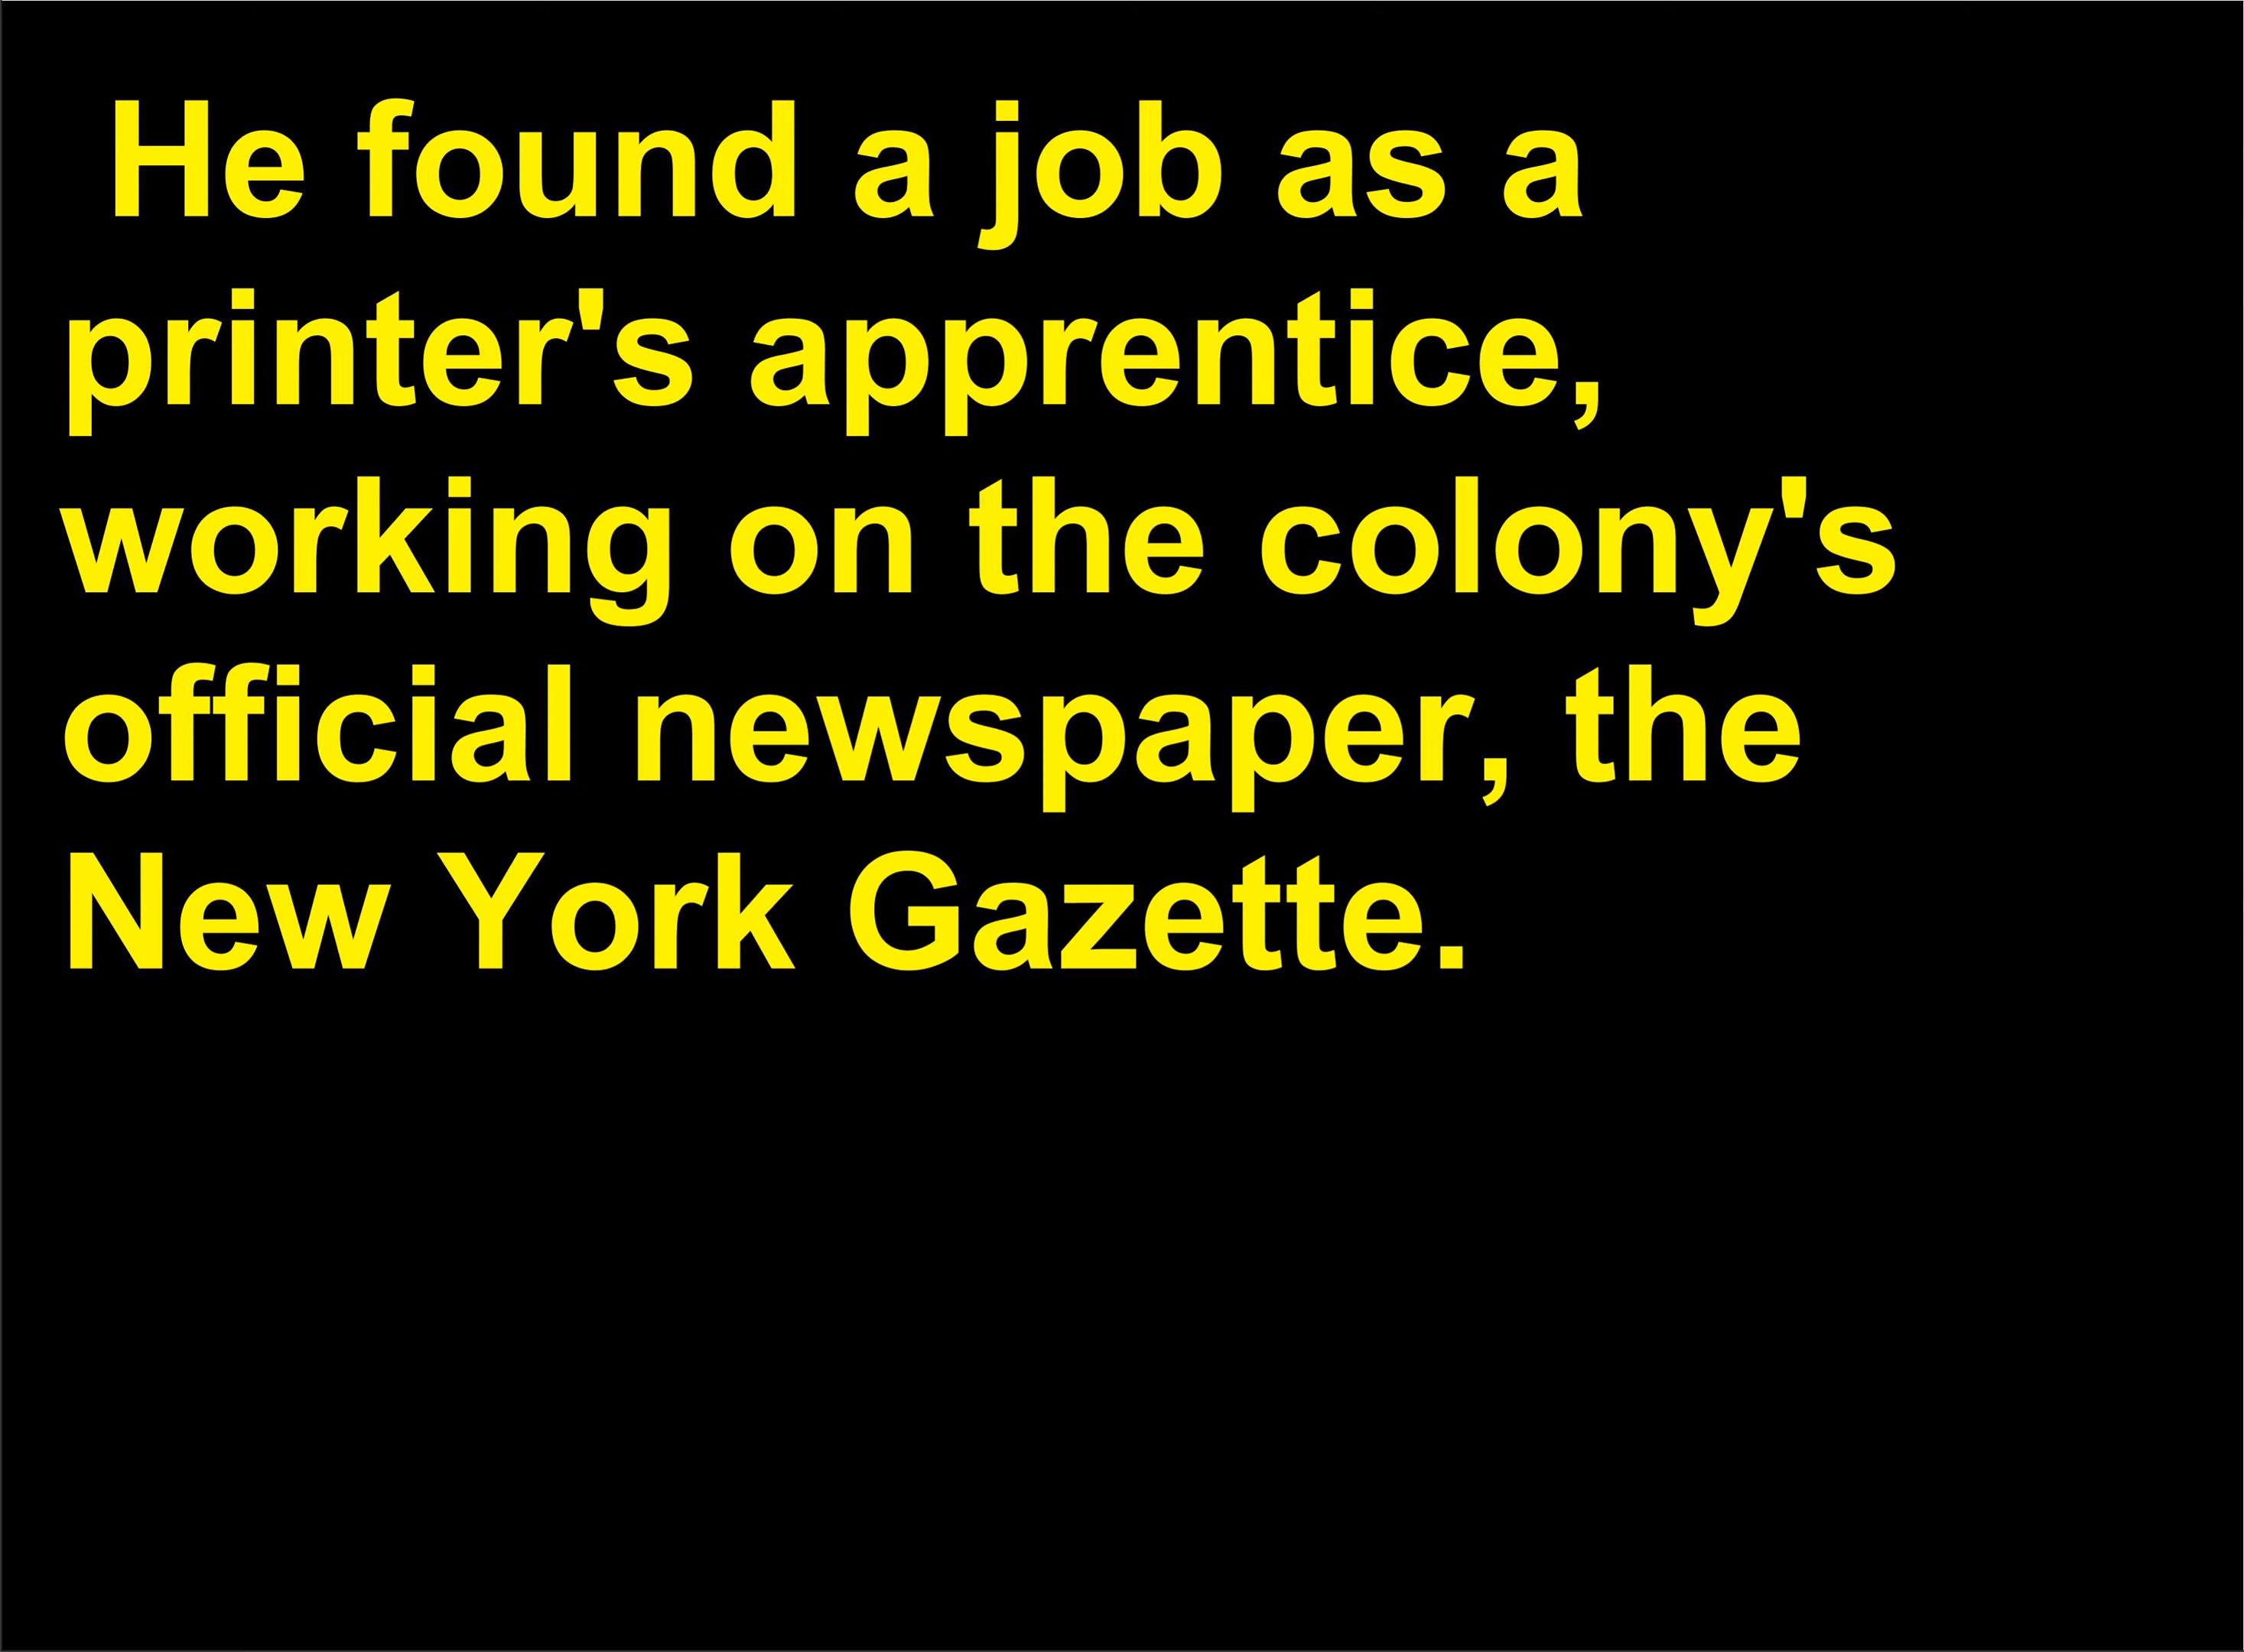 He found a job as a
printer's apprentice,
working on the colony's
official newspaper, the
New York Gazette.